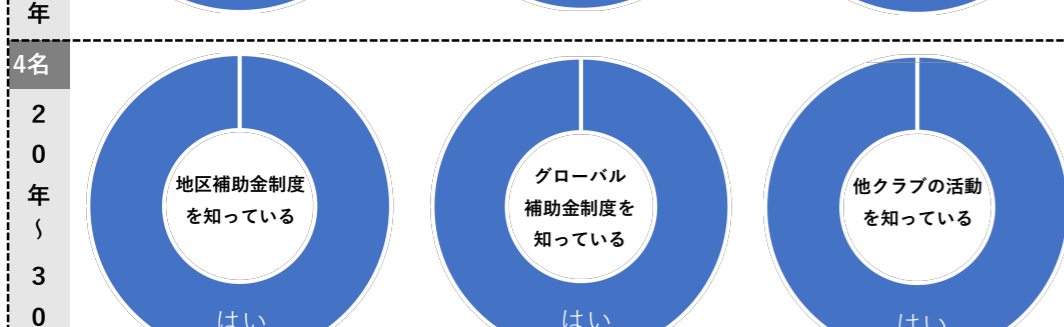 年
4名
20年~30
地区補助金制度
を知っている
グローバル
補助金制度を
知っている
他クラブの活動
を知っている
はい
はい
はい